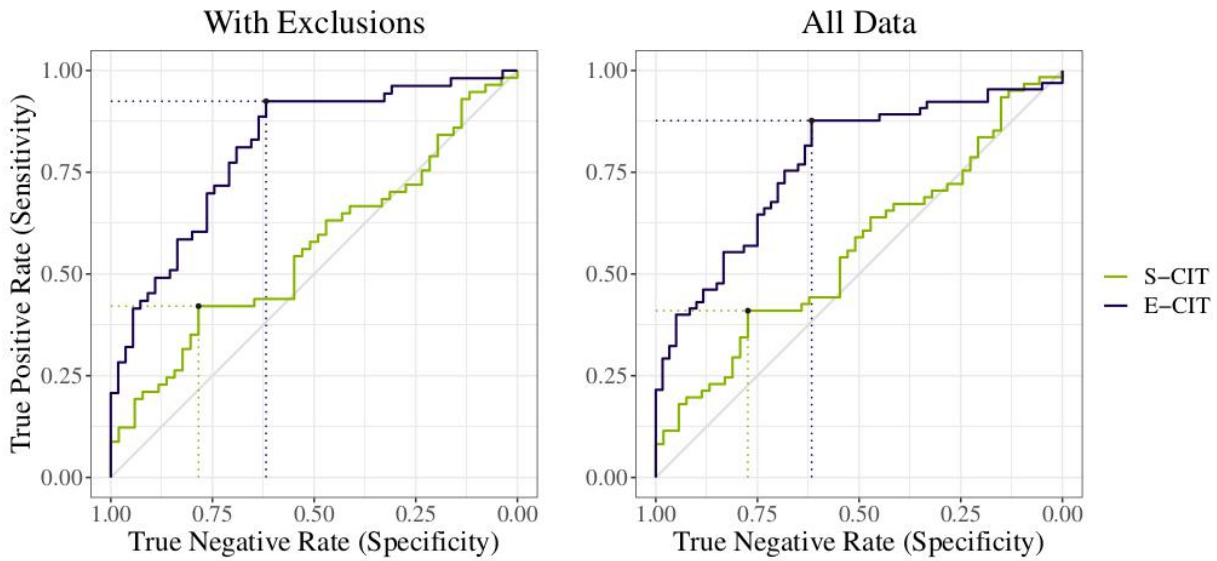 With Exclusions
All Data
True Positive Rate (Sensitivity)
1.00
0.75
0.50
0.25
0.00
1.00
0.75
0.50
0.25
0.00
1.00 0.75 0.50 0.25 0.00
1.00 0.75 0.50 0.25 0.00
True Negative Rate (Specificity)
True Negative Rate (Specificity)
S-CIT
E-CIT